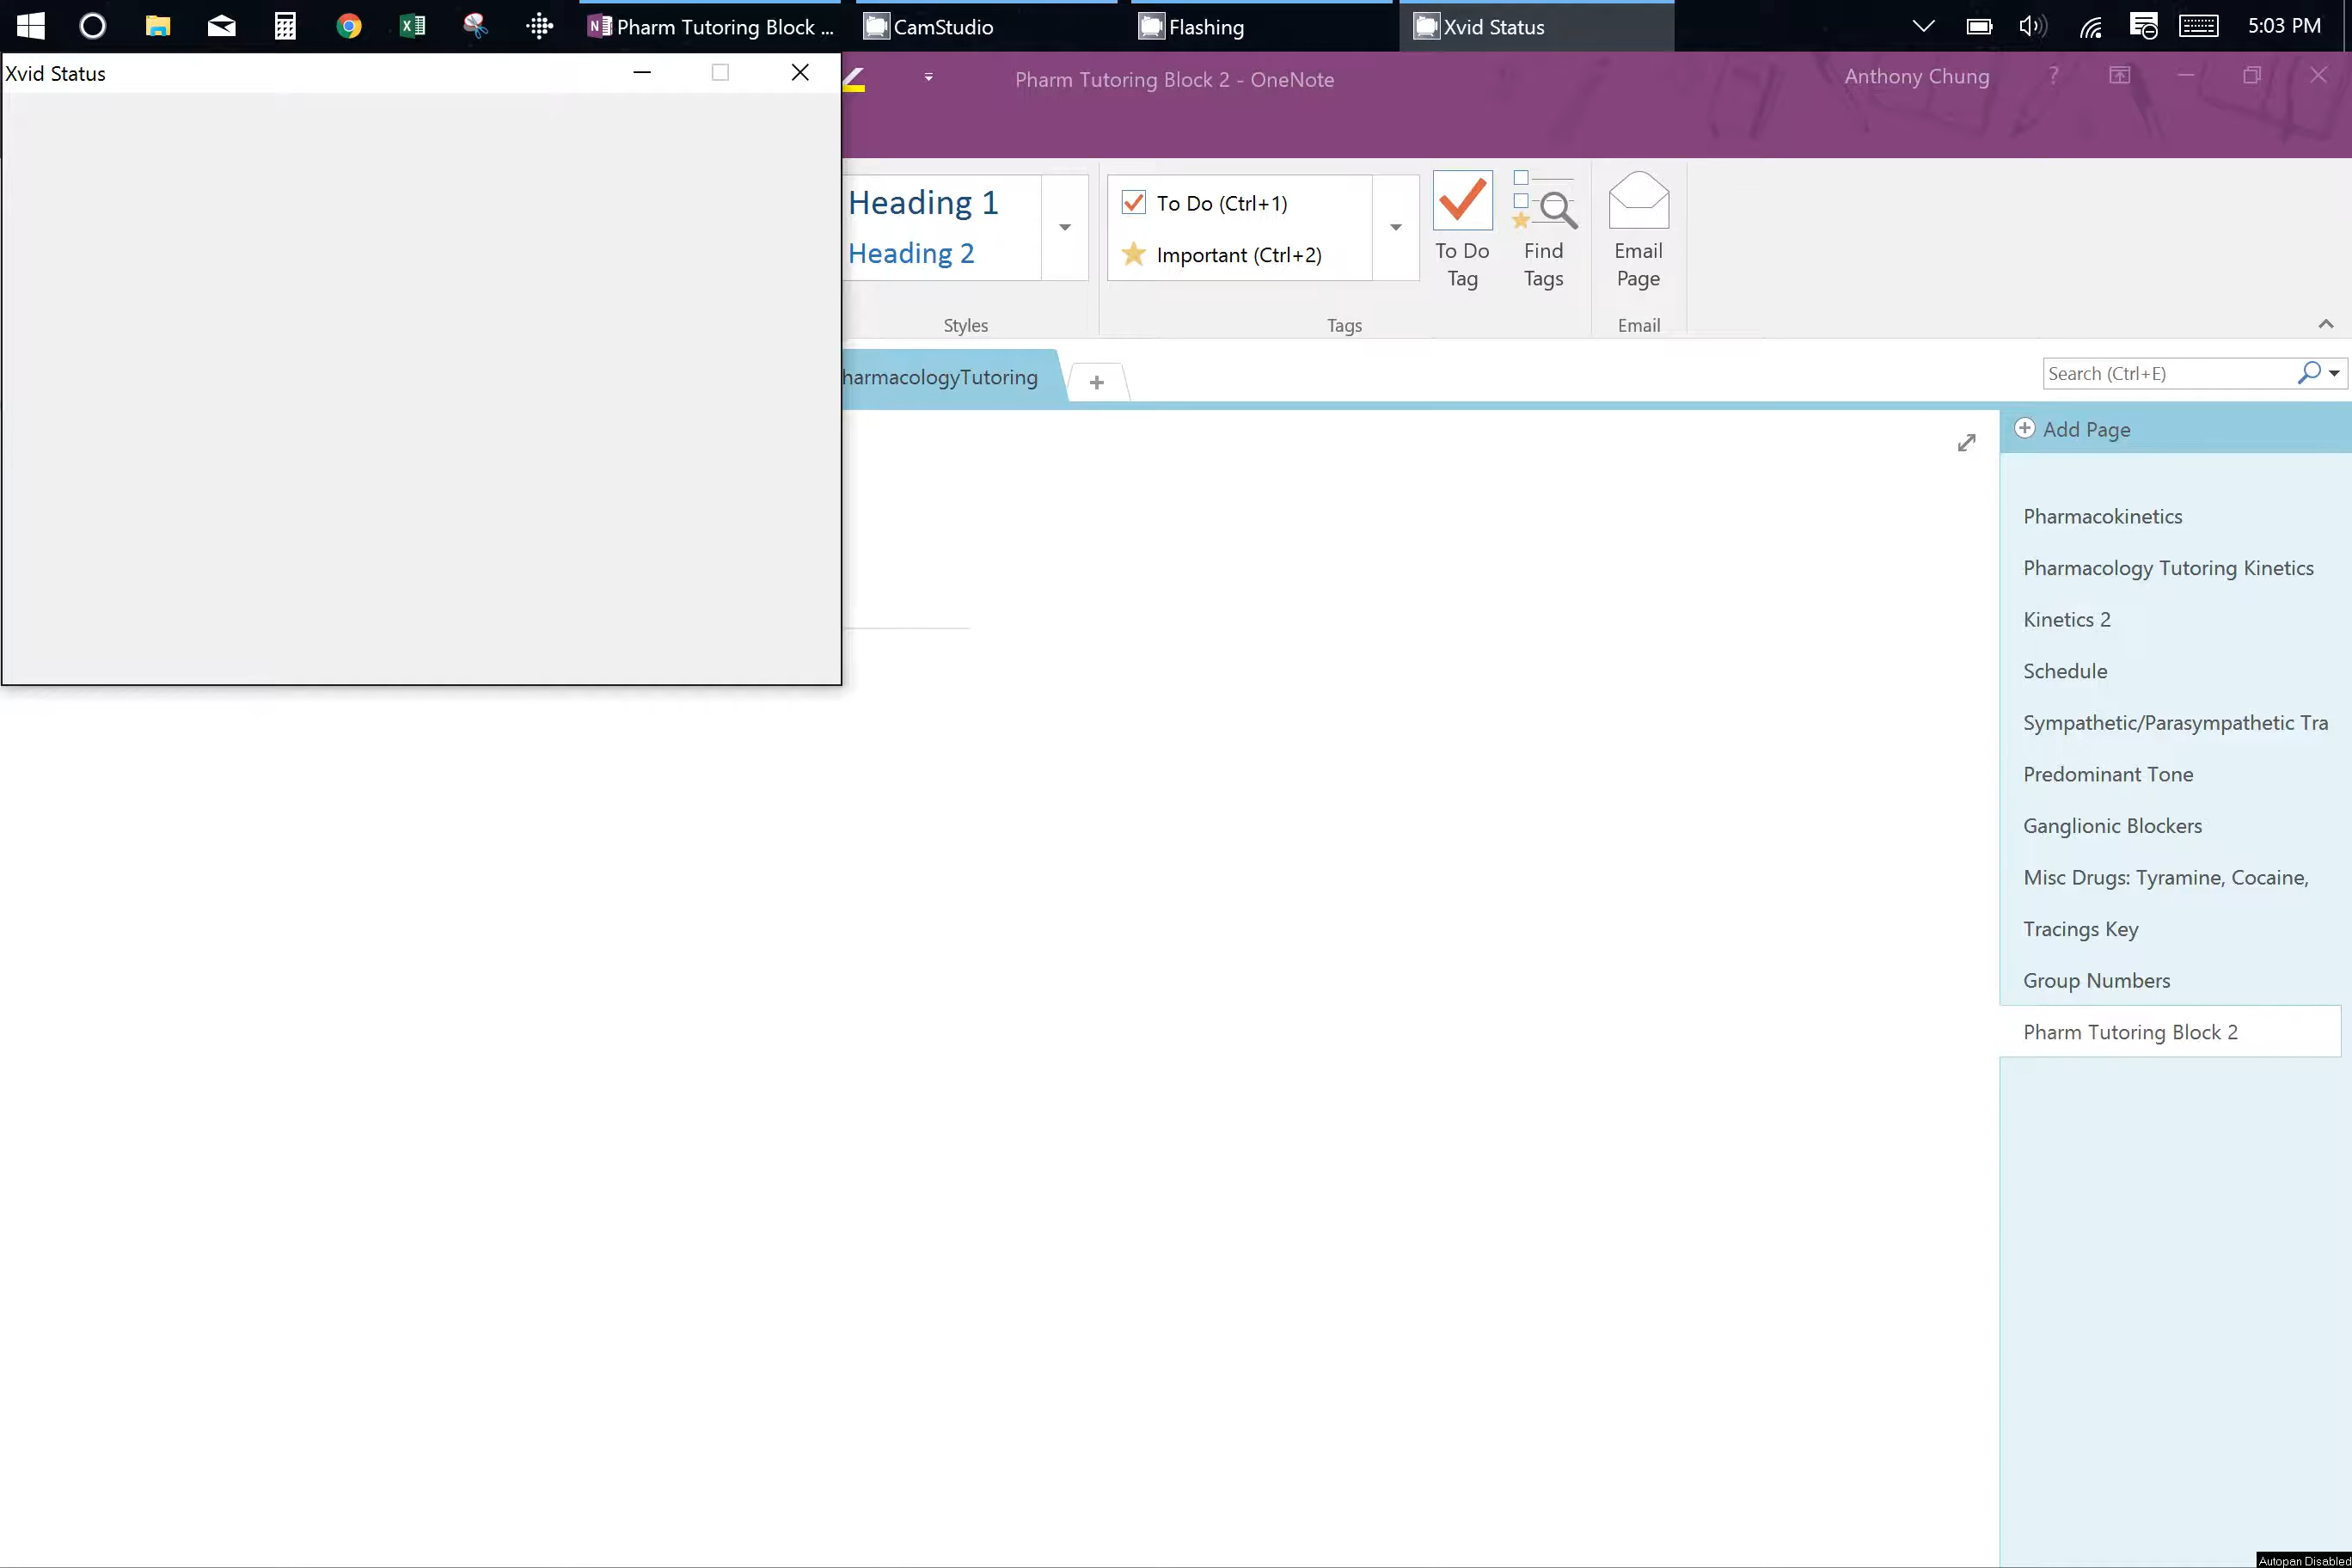 Pharm Tutoring Block ...
CamStudio
Flashing
Xvid Status
5:03 PM
Xvid Status
Pharm Tutoring Block 2 - OneNote
Anthony Chung
?
Heading 1
Heading 2
Styles
To Do (Ctrl+1)
Important (Ctrl+2)
Tags
To Do
Tag
Find
Tags
Email
Page
Email
harmacologyTutoring
Search (Ctrl+E)
Add Page
Pharmacokinetics
Pharmacology Tutoring Kinetics
Kinetics 2
Schedule
Sympathetic/Parasympathetic Tra
Predominant Tone
Ganglionic Blockers
Misc Drugs: Tyramine, Cocaine,
Tracings Key
Group Numbers
Pharm Tutoring Block 2
Autopan Disabled